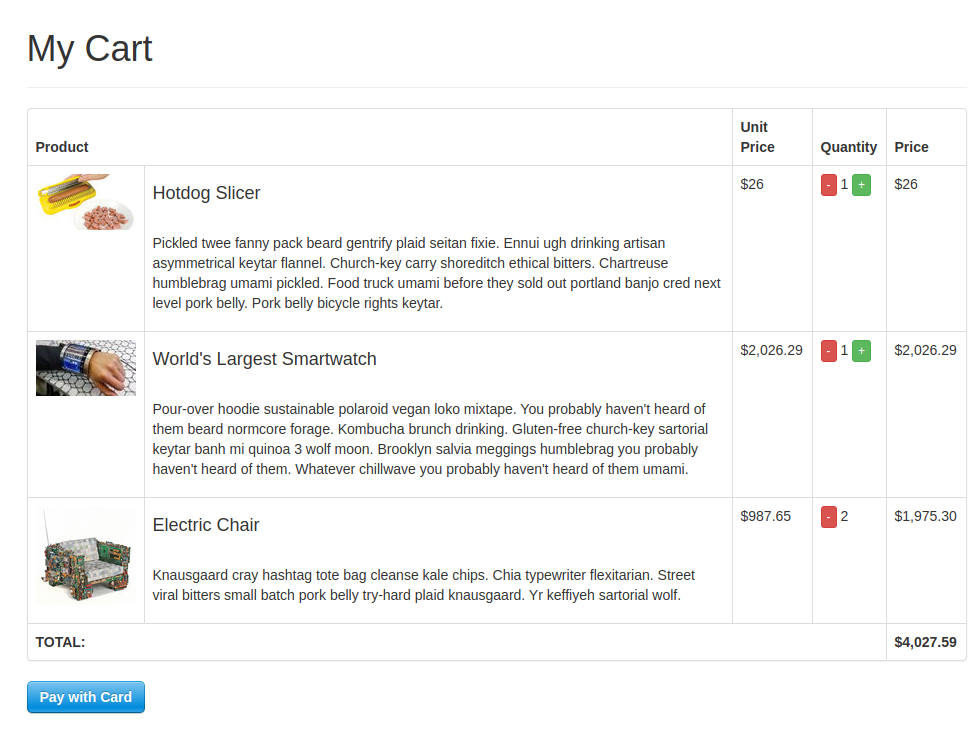 My Cart
Product
Unit
Price
Quantity
Price
Hotdog Slicer
$26
- 1 +
$26
Pickled twee fanny pack beard gentrify plaid seitan fixie. Ennui ugh drinking artisan
asymmetrical keytar flannel. Church-key carry shoreditch ethical bitters. Chartreuse
humblebrag umami pickled. Food truck umami before they sold out portland banjo cred next
level pork belly. Pork belly bicycle rights keytar.
World's Largest Smartwatch
$2,026.29
- 1 +
$2,026.29
Pour-over hoodie sustainable polaroid vegan loko mixtape. You probably haven't heard of
them beard normcore forage. Kombucha brunch drinking. Gluten-free church-key sartorial
keytar banh mi quinoa 3 wolf moon. Brooklyn salvia meggings humblebrag you probably
haven't heard of them. Whatever chillwave you probably haven't heard of them umami.
Electric Chair
$987.65
- 2
$1,975.30
Knausgaard cray hashtag tote bag cleanse kale chips. Chia typewriter flexitarian. Street
viral bitters small batch pork belly try-hard plaid knausgaard. Yr keffiyeh sartorial wolf.
TOTAL:
$4,027.59
Pay with Card